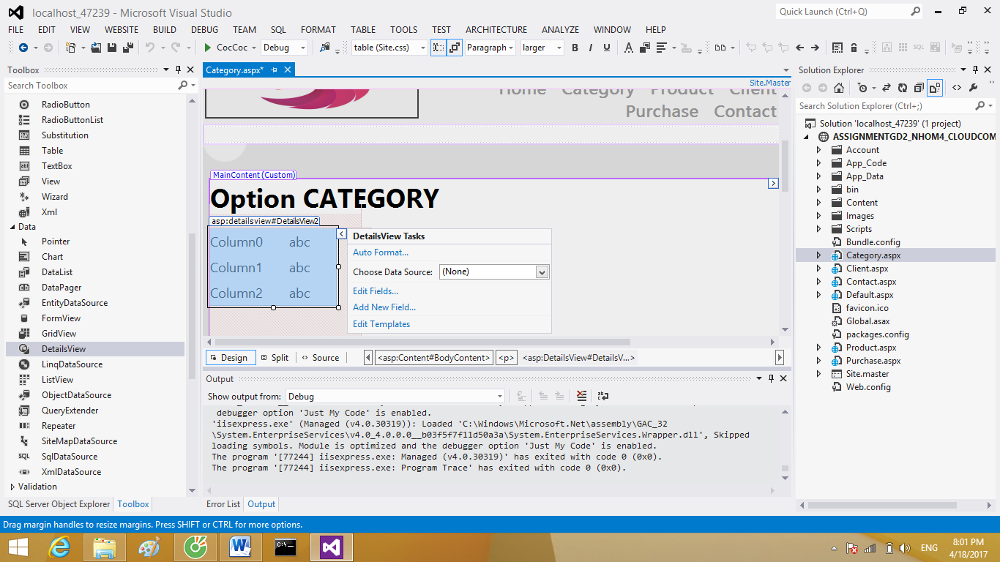 localhost_47239 - Microsoft Visual Studio
Quick Launch (Ctrl+Q)
FILE EDIT VIEW WEBSITE BUILD DEBUG TEAM SQL FORMAT TABLE TOOLS TEST ARCHITECTURE ANALYZE WINDOW HELP
CocCoc Debug table (Site.css) Paragraph larger B I U A
Toolbox
Search Toolbox
RadioButton
RadioButtonList
Substitution
Table
TextBox
View
Wizard
Xml
Data
Pointer
Chart
DataList
DataPager
EntityDataSource
FormView
GridView
DetailsView
LinqDataSource
ListView
ObjectDataSource
QueryExtender
Repeater
SiteMapDataSource
SqlDataSource
XmlDataSource
Validation
SQL Server Object Explorer Toolbox
Category.aspx*
Site.Master
Home Category Product Client
Purchase Contact
MainContent (Custom)
Option CATEGORY
asp:detailsview#DetailsView2
Column0 abc
Column1 abc
Column2 abc
DetailsView Tasks
Auto Format...
Choose Data Source: (None)
Edit Fields...
Add New Field...
Edit Templates
Design Split Source <asp:Content#BodyContent> <p> <asp:DetailsView#DetailsV...>
Output
Show output from: Debug
debugger option 'Just My Code' is enabled.
'iisexpress.exe' (Managed (v4.0.30319)): Loaded 'C:\Windows\Microsoft.Net\assembly\GAC_32
\System.EnterpriseServices\v4.0_4.0.0.0__b03f5f7f11d50a3a\System.EnterpriseServices.Wrapper.dll', Skipped
loading symbols. Module is optimized and the debugger option 'Just My Code' is enabled.
The program '[77244] iisexpress.exe: Managed (v4.0.30319)' has exited with code 0 (0x0).
The program '[77244] iisexpress.exe: Program Trace' has exited with code 0 (0x0).
Error List Output
Solution Explorer
Search Solution Explorer (Ctrl+;)
Solution 'localhost_47239' (1 project)
ASSIGNMENTGD2_NHOM4_CLOUDCOM
Account
App_Code
App_Data
bin
Content
Images
Scripts
Bundle.config
Category.aspx
Client.aspx
Contact.aspx
Default.aspx
favicon.ico
Global.asax
packages.config
Product.aspx
Purchase.aspx
Site.master
Web.config
Drag margin handles to resize margins. Press SHIFT or CTRL for more options.
ENG
8:01 PM
4/18/2017